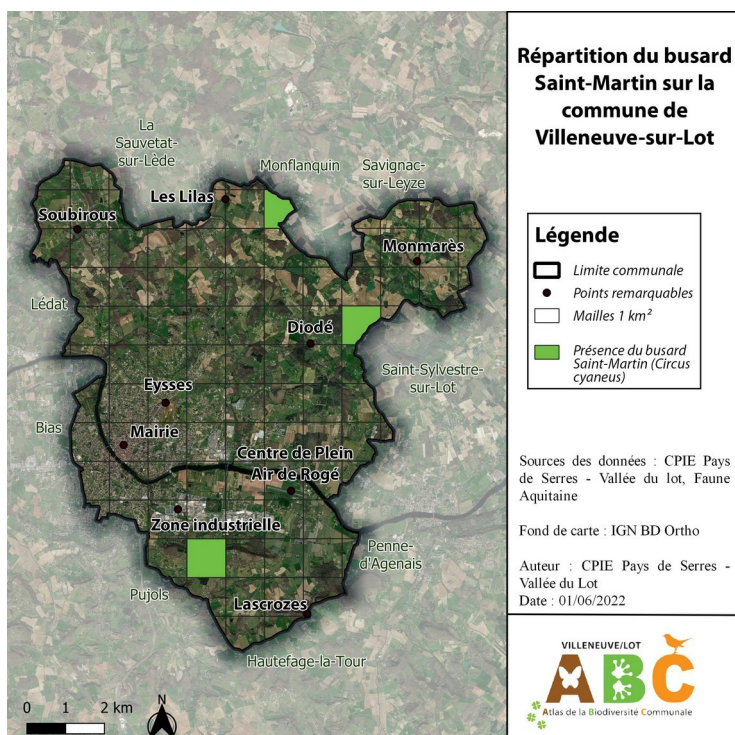 La
Sauvetat-
sur-Lède
Monflanquin
Savignac-
sur-Leyze
Les Lilas
Soubirous
Monmarès
Lédat
Diodé
Saint-Sylvestre-
sur-Lot
Eysses
Bias
Mairie
Centre de Plein
Air de Rogé
Zone industrielle
Penne-
d'Agenais
Pujols
Lascrozes
Hautefage-la-Tour
0 1 2 km
N
Répartition du busard
Saint-Martin sur la
commune de
Villeneuve-sur-Lot
Légende
Limite communale
Points remarquables
Mailles 1 km²
Présence du busard
Saint-Martin (Circus
cyaneus)
Sources des données : CPIE Pays
de Serres - Vallée du lot, Faune
Aquitaine
Fond de carte : IGN BD Ortho
Auteur : CPIE Pays de Serres -
Vallée du Lot
Date : 01/06/2022
VILLENEUVE/LOT
ABC
Atlas de la Biodiversité Communale